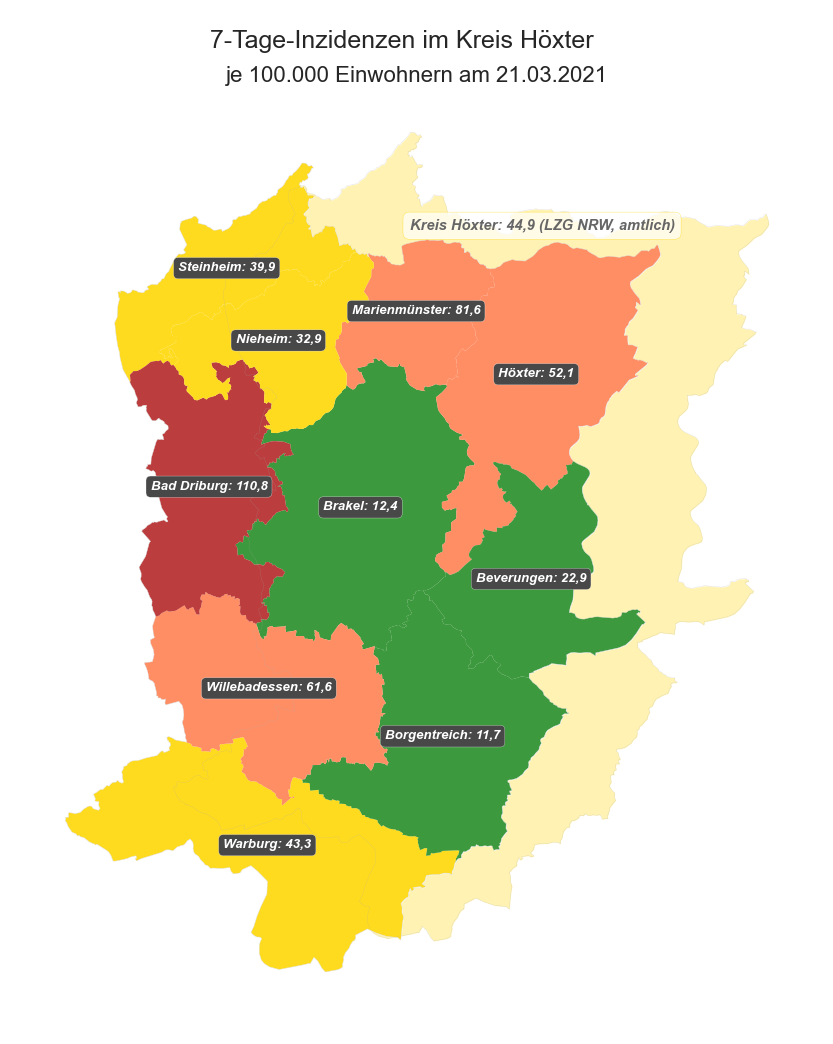 7-Tage-Inzidenzen im Kreis Höxter
je 100.000 Einwohnern am 21.03.2021
Kreis Höxter: 44,9 (LZG NRW, amtlich)
Steinheim: 39,9
Marienmünster: 81,6
Nieheim: 32,9
Höxter: 52,1
Bad Driburg: 110,8
Brakel: 12,4
Beverungen: 22,9
Willebadessen: 61,6
Borgentreich: 11,7
Warburg: 43,3